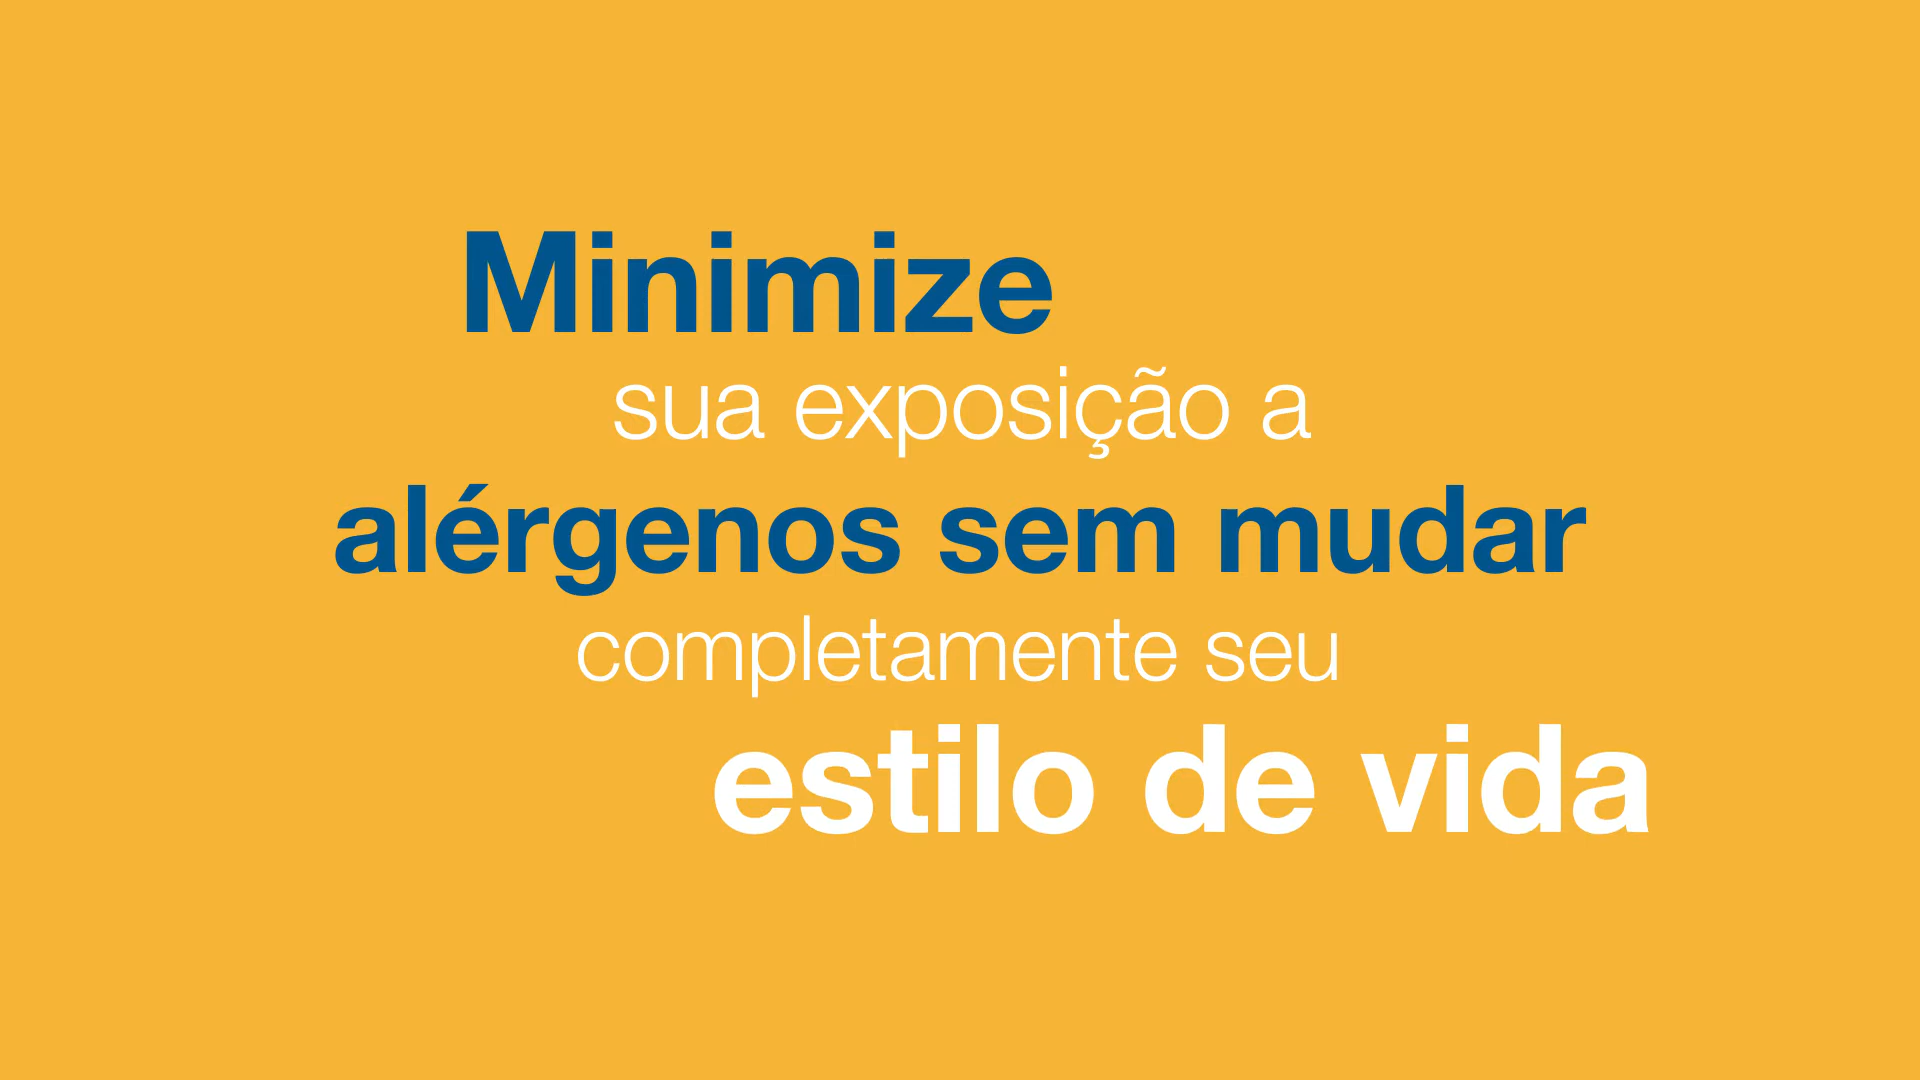 Minimize
sua exposição a
alérgenos sem mudar
completamente seu
estilo de vida